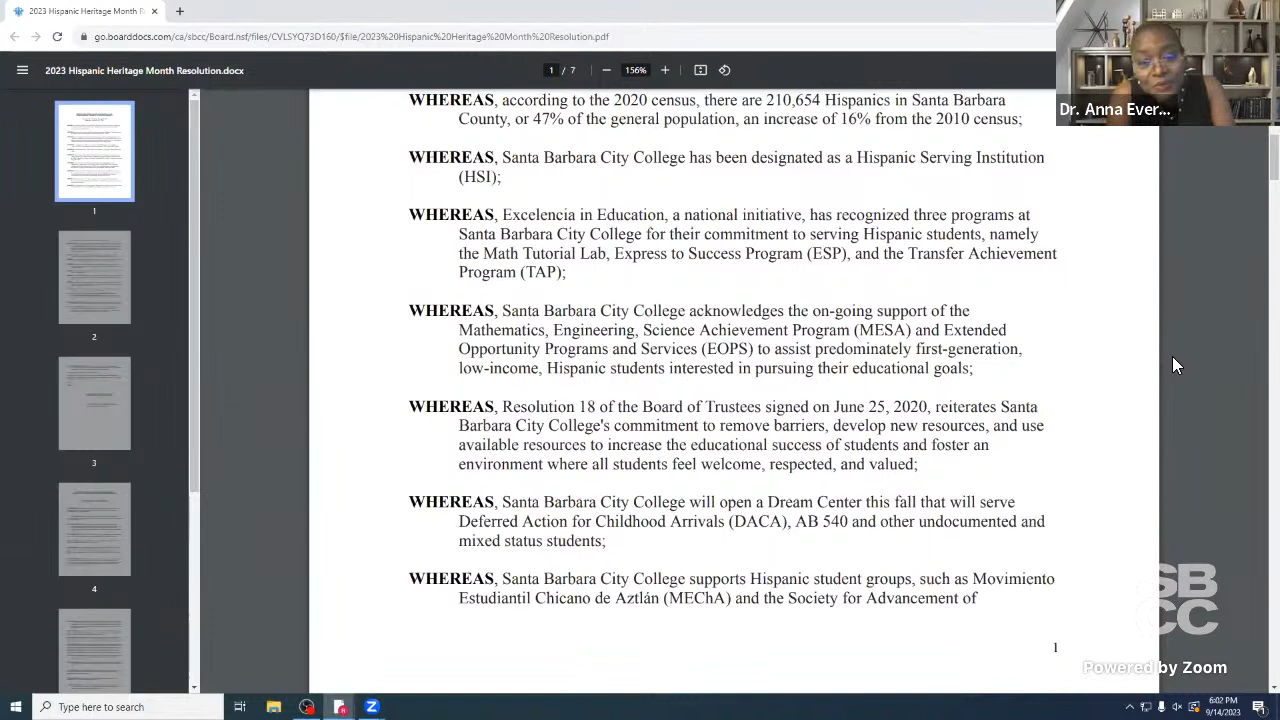 2023 Hispanic Heritage Month R
go.boarddocs.com/ca/sbcc/Board.nsf/files/CVLSYQ73D160/$file/2023%20Hispanic%20Heritage%20Month%20Resolution.pdf
2023 Hispanic Heritage Month Resolution.docx
1 / 7
156%
Dr. Anna Ever...
WHEREAS, according to the 2020 census, there are 210,654 Hispanics in Santa Barbara
County, or 47% of the general population, an increase of 16% from the 2010 census;
WHEREAS, Santa Barbara City College has been designated as a Hispanic Serving Institution
(HSI);
WHEREAS, Excelencia in Education, a national initiative, has recognized three programs at
Santa Barbara City College for their commitment to serving Hispanic students, namely
the Math Tutorial Lab, Express to Success Program (ESP), and the Transfer Achievement
Program (TAP);
WHEREAS, Santa Barbara City College acknowledges the on-going support of the
Mathematics, Engineering, Science Achievement Program (MESA) and Extended
Opportunity Programs and Services (EOPS) to assist predominately first-generation,
low-income, Hispanic students interested in pursuing their educational goals;
WHEREAS, Resolution 18 of the Board of Trustees signed on June 25, 2020, reiterates Santa
Barbara City College's commitment to remove barriers, develop new resources, and use
available resources to increase the educational success of students and foster an
environment where all students feel welcome, respected, and valued;
WHEREAS, Santa Barbara City College will open a Dream Center this fall that will serve
Deferred Action for Childhood Arrivals (DACA), AB 540 and other undocumented and
mixed status students;
WHEREAS, Santa Barbara City College supports Hispanic student groups, such as Movimiento
Estudiantil Chicano de Aztlán (MEChA) and the Society for Advancement of
1
1
2
3
4
SB
CC
Powered by Zoom
Type here to search
6:02 PM
9/14/2023